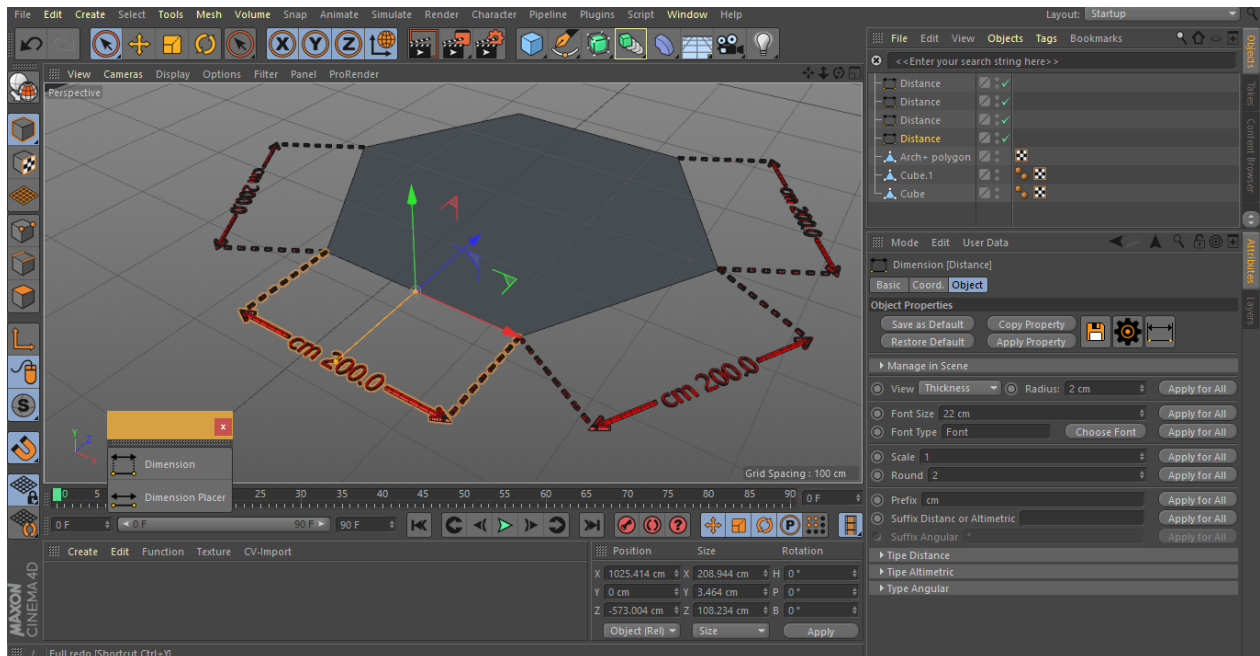 File Edit Create Select Tools Mesh Volume Snap Animate Simulate Render Character Pipeline Plugins Script Window Help
Layout: Startup
View Cameras Display Options Filter Panel ProRender
Perspective
cm 200.0
cm 200.0
cm 200.0
cm 200.0
Y
Z
X
Grid Spacing : 100 cm
x
Dimension
Dimension Placer
0 5 25 30 35 40 45 50 55 60 65 70 75 80 85 90 0 F
0 F 0 F 90 F 90 F
Create Edit Function Texture CV-Import
Position Size Rotation
X 1025.414 cm X 208.944 cm H 0 °
Y 0 cm Y 3.464 cm P 0 °
Z -573.004 cm Z 108.234 cm B 0 °
Object (Rel) Size Apply
MAXON
CINEMA 4D
Full redo [Shortcut Ctrl+Y]
File Edit View Objects Tags Bookmarks
<<Enter your search string here>>
Distance
Distance
Distance
Distance
Arch+ polygon
Cube.1
Cube
Objects
Takes
Content Browser
Attributes
Layers
Mode Edit User Data
Dimension [Distance]
Basic Coord. Object
Object Properties
Save as Default Copy Property
Restore Default Apply Property
Manage in Scene
View Thickness Radius: 2 cm Apply for All
Font Size 22 cm Apply for All
Font Type Font Choose Font Apply for All
Scale 1 Apply for All
Round 2 Apply for All
Prefix cm Apply for All
Suffix Distanc or Altimetric Apply for All
Suffix Angular ° Apply for All
Tipe Distance
Tipe Altimetric
Type Angular